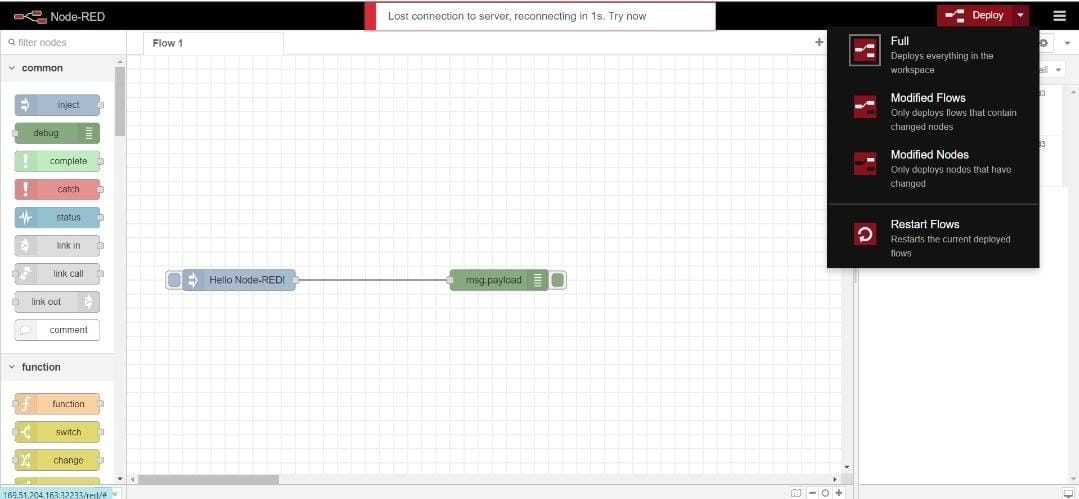 Node-RED
Lost connection to server, reconnecting in 1s. Try now
Deploy
filter nodes
Flow 1
Full
Deploys everything in the
workspace
Modified Flows
Only deploys flows that contain
changed nodes
Modified Nodes
Only deploys nodes that have
changed
Restart Flows
Restarts the current deployed
flows
common
inject
debug
complete
catch
status
link in
link call
link out
comment
function
function
switch
change
Hello Node-RED!
msg.payload
169.51.204.163:32233/red/#